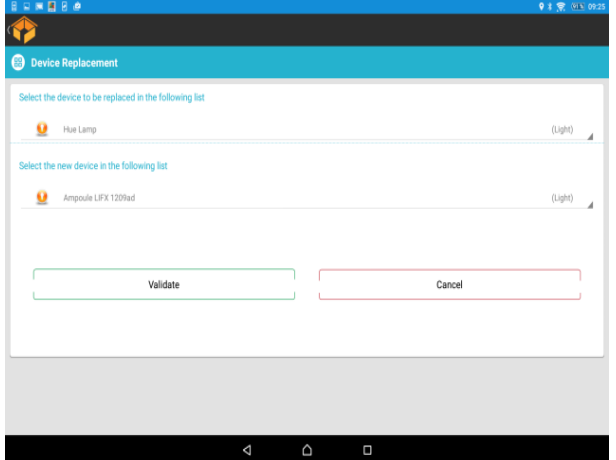 91% 09:25
Device Replacement
Select the device to be replaced in the following list
Hue Lamp (Light)
Select the new device in the following list
Ampoule LIFX 1209ad (Light)
Validate Cancel